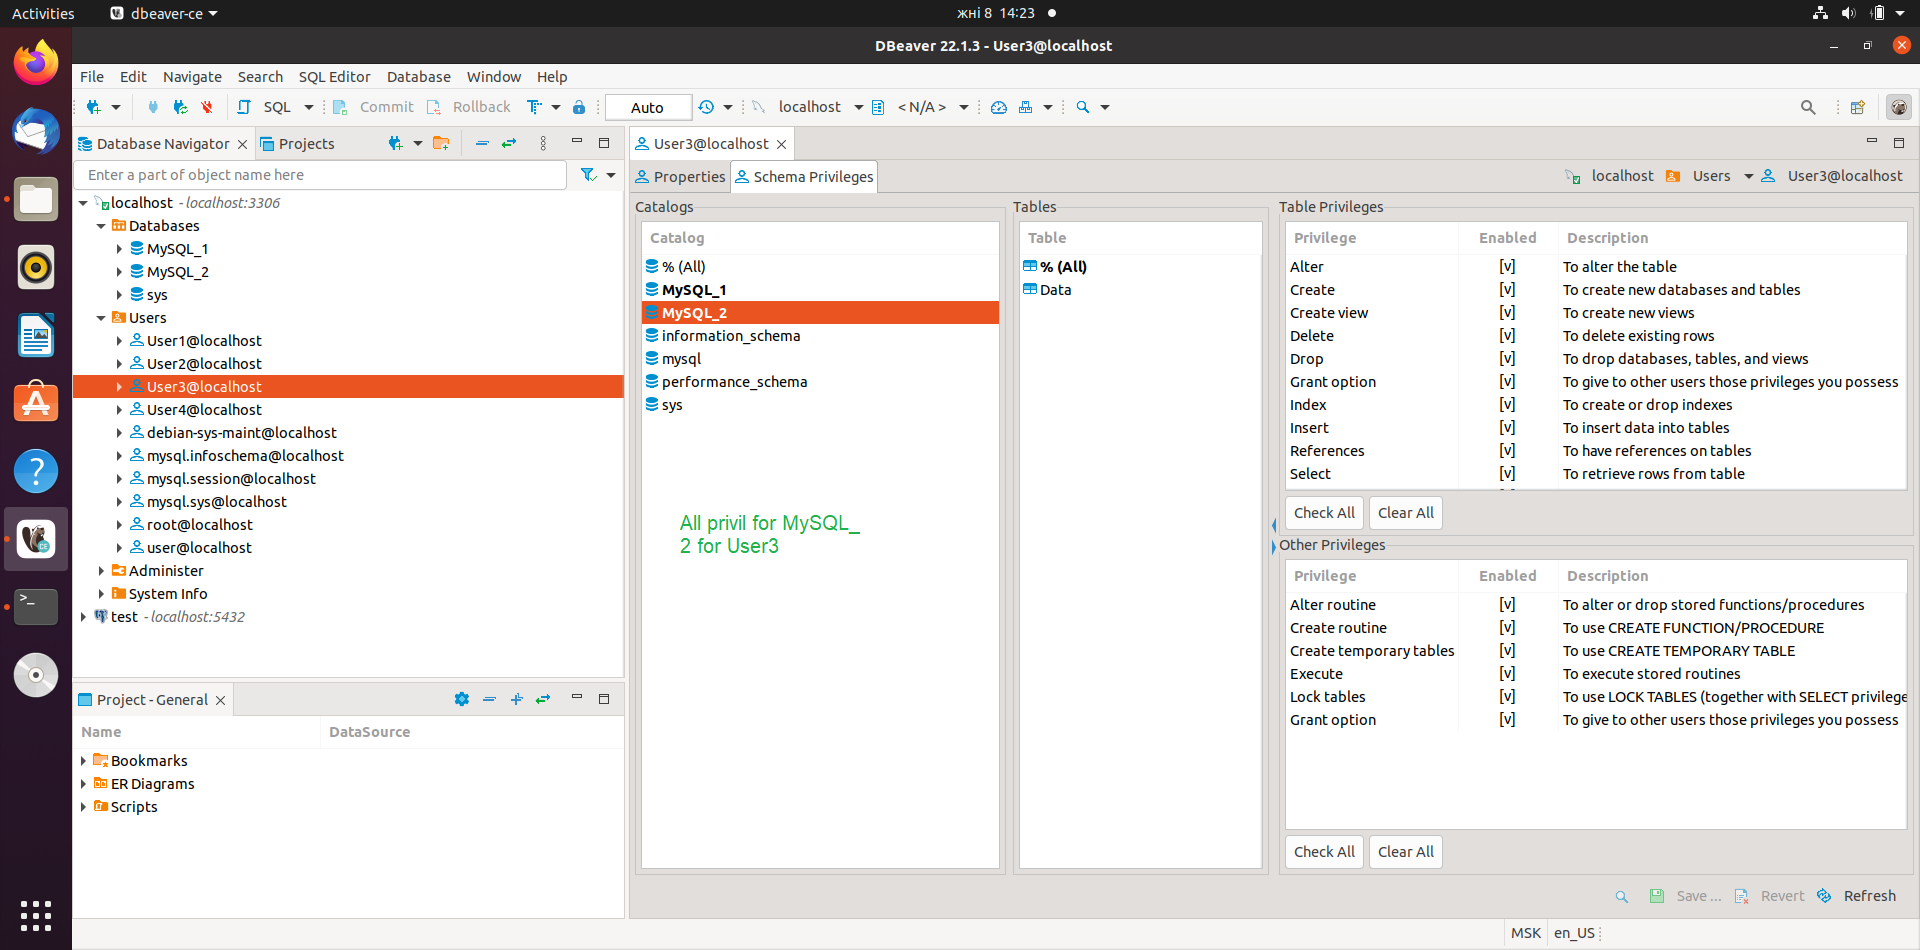 Activities
dbeaver-ce
жні 8 14:23
DBeaver 22.1.3 - User3@localhost
File Edit Navigate Search SQL Editor Database Window Help
SQL Commit Rollback Auto localhost < N/A >
Database Navigator
Projects
Enter a part of object name here
localhost - localhost:3306
Databases
MySQL_1
MySQL_2
sys
Users
User1@localhost
User2@localhost
User3@localhost
User4@localhost
debian-sys-maint@localhost
mysql.infoschema@localhost
mysql.session@localhost
mysql.sys@localhost
root@localhost
user@localhost
Administer
System Info
test - localhost:5432
Project - General
Name DataSource
Bookmarks
ER Diagrams
Scripts
User3@localhost
Properties
Schema Privileges
localhost Users User3@localhost
Catalogs
Catalog
% (All)
MySQL_1
MySQL_2
information_schema
mysql
performance_schema
sys
All privil for MySQL_
2 for User3
Tables
Table
% (All)
Data
Table Privileges
Privilege Enabled Description
Alter [v] To alter the table
Create [v] To create new databases and tables
Create view [v] To create new views
Delete [v] To delete existing rows
Drop [v] To drop databases, tables, and views
Grant option [v] To give to other users those privileges you possess
Index [v] To create or drop indexes
Insert [v] To insert data into tables
References [v] To have references on tables
Select [v] To retrieve rows from table
Check All Clear All
Other Privileges
Privilege Enabled Description
Alter routine [v] To alter or drop stored functions/procedures
Create routine [v] To use CREATE FUNCTION/PROCEDURE
Create temporary tables [v] To use CREATE TEMPORARY TABLE
Execute [v] To execute stored routines
Lock tables [v] To use LOCK TABLES (together with SELECT privilege
Grant option [v] To give to other users those privileges you possess
Check All Clear All
Save ... Revert Refresh
MSK en_US